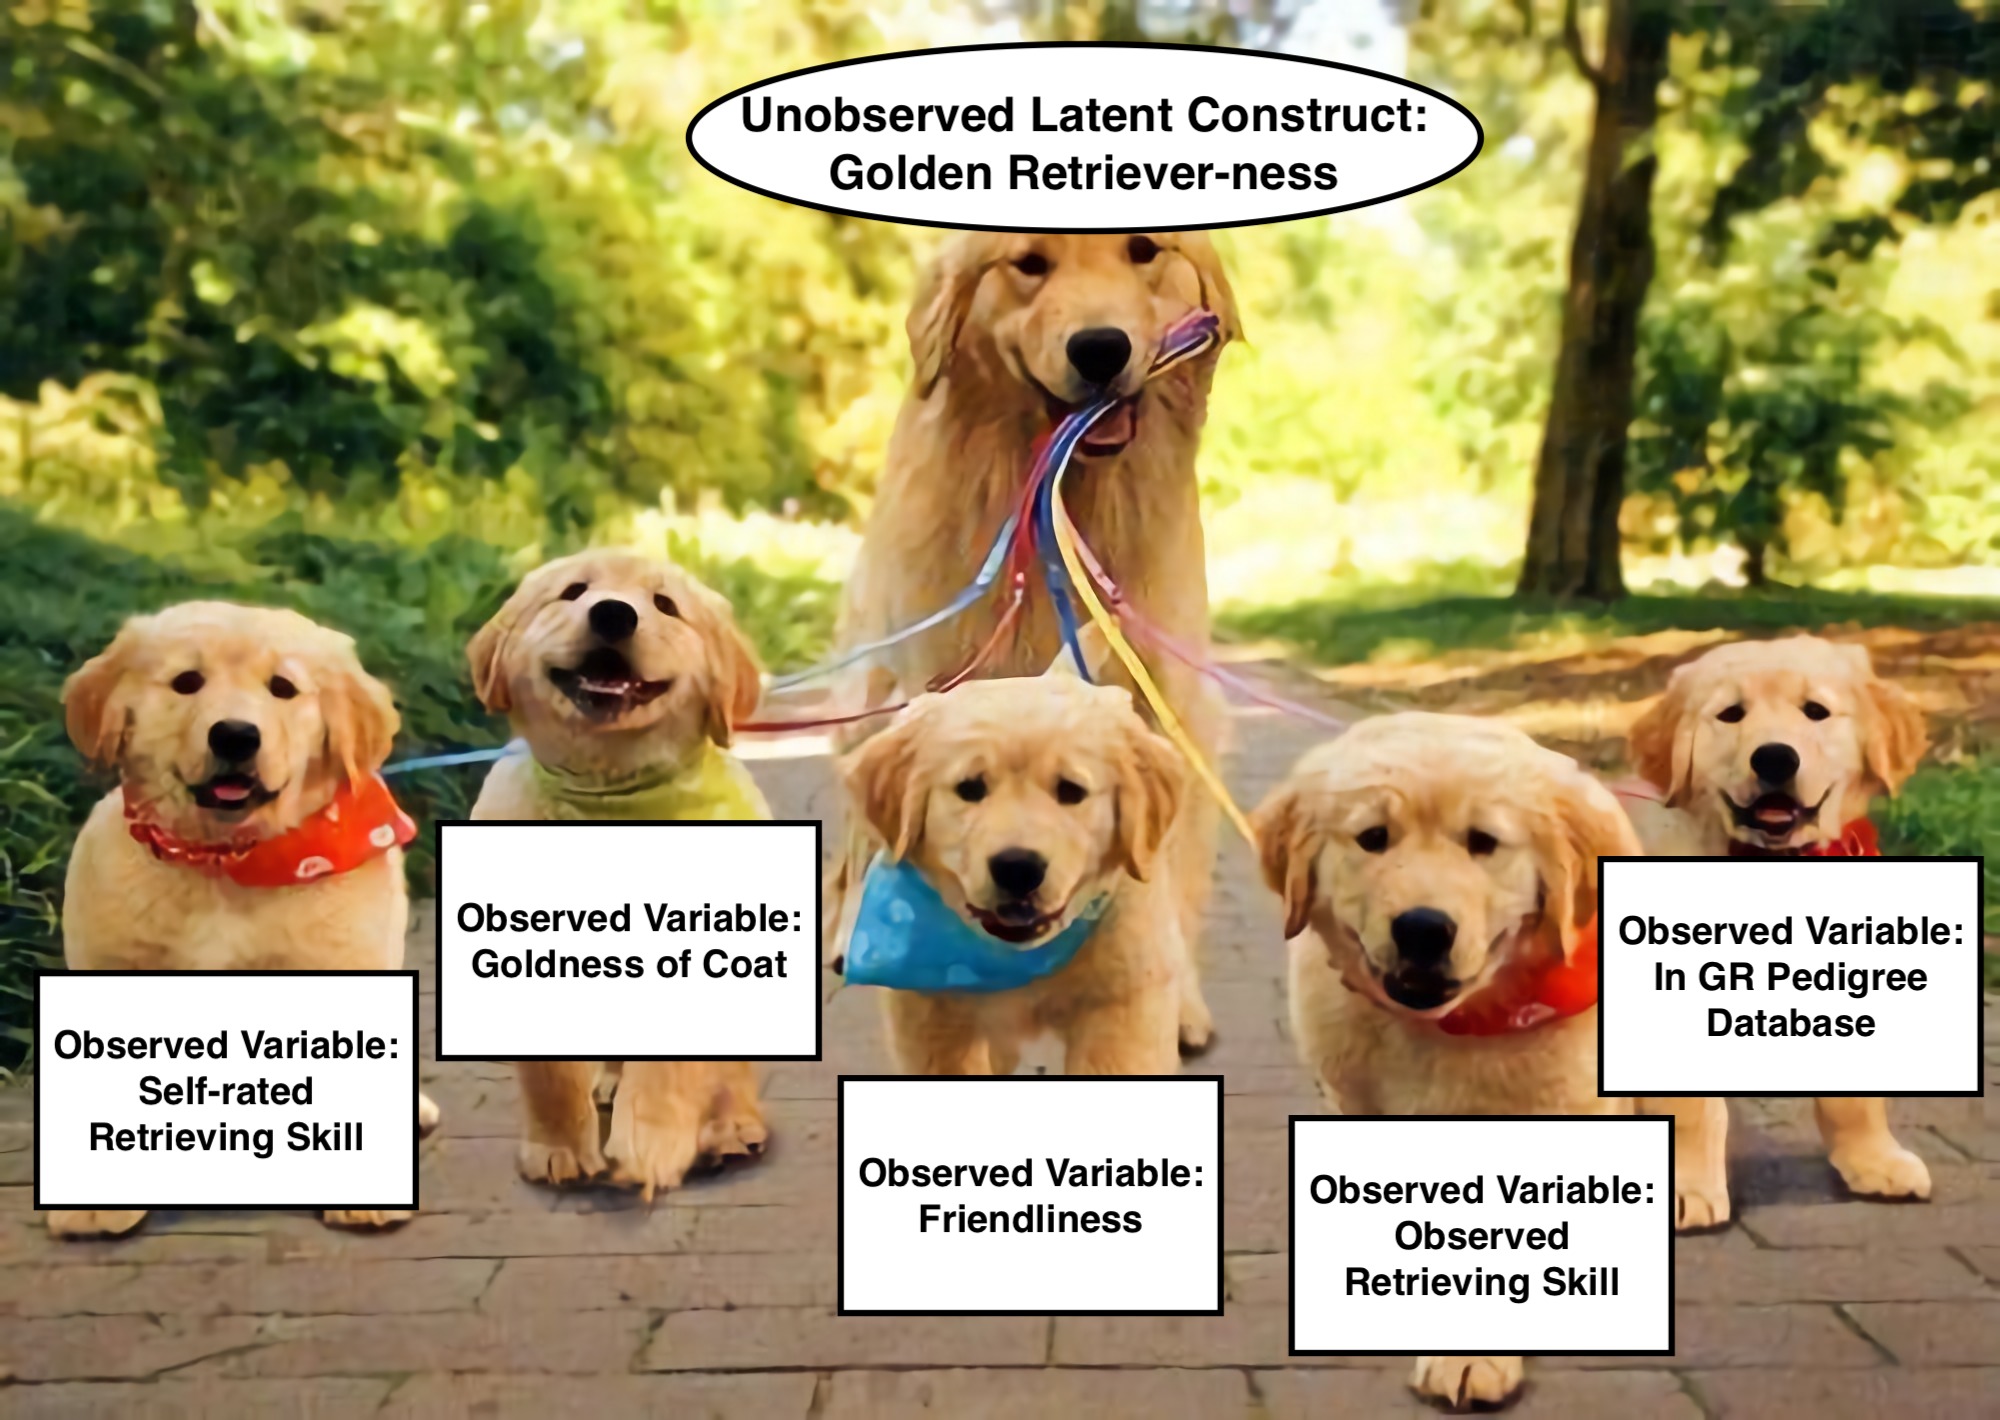 Unobserved Latent Construct:
Golden Retriever-ness
Observed Variable:
Self-rated
Retrieving Skill
Observed Variable:
Goldness of Coat
Observed Variable:
Friendliness
Observed Variable:
Observed
Retrieving Skill
Observed Variable:
In GR Pedigree
Database